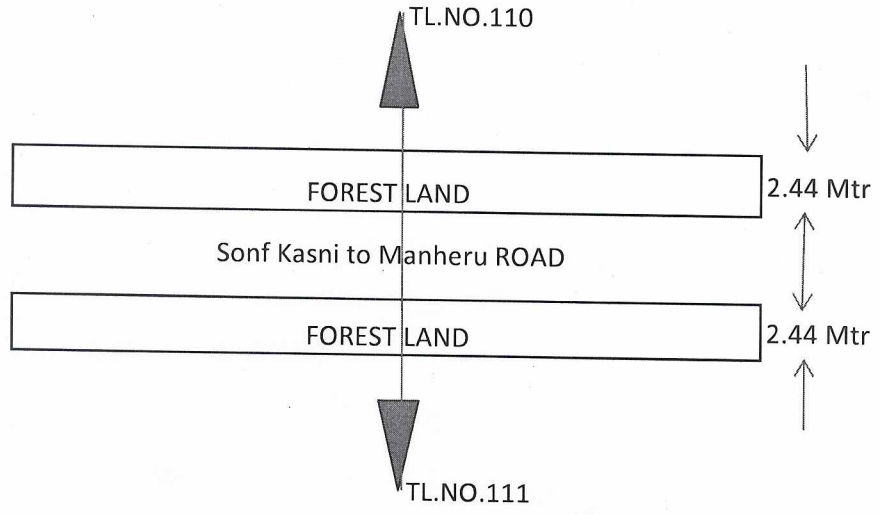 TL.NO.110
FOREST LAND
2.44 Mtr
Sonf Kasni to Manheru ROAD
FOREST LAND
2.44 Mtr
TL.NO.111